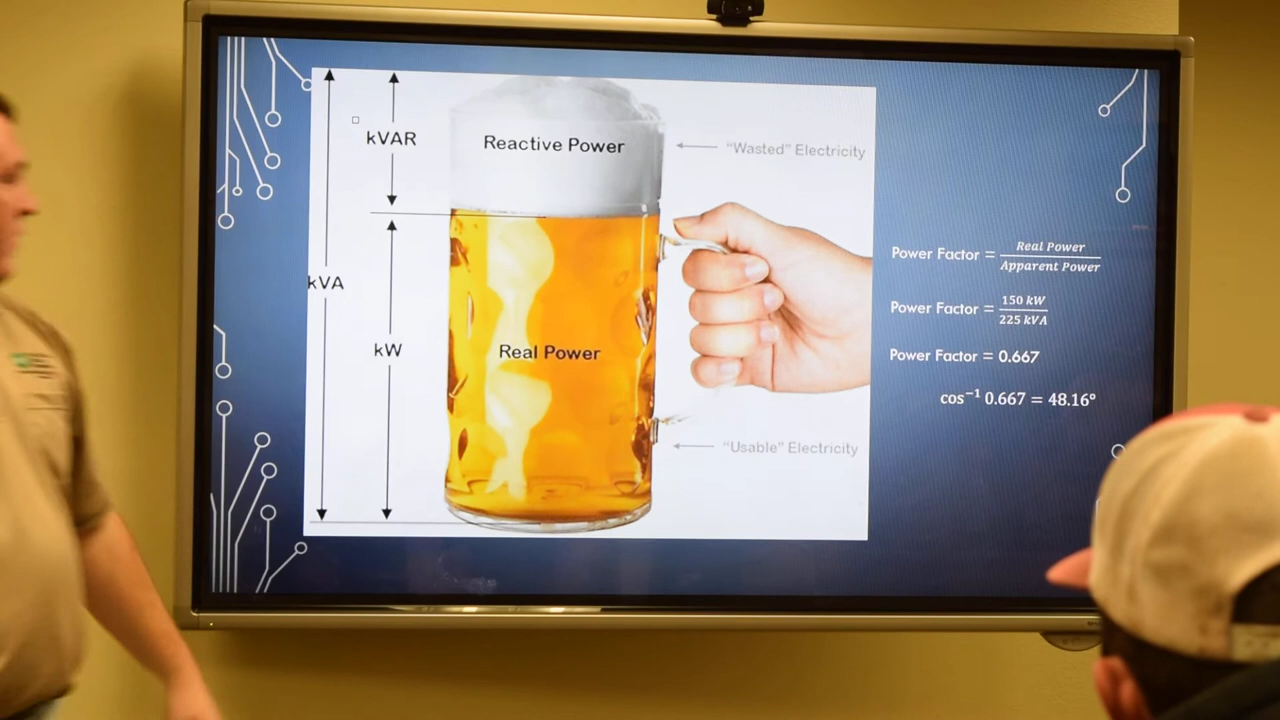 kVAR
Reactive Power
"Wasted" Electricity
kVA
kW
Real Power
"Usable" Electricity
Power Factor = Real Power / Apparent Power
Power Factor = 150 kW / 225 kVA
Power Factor = 0.667
cos⁻¹ 0.667 = 48.16°